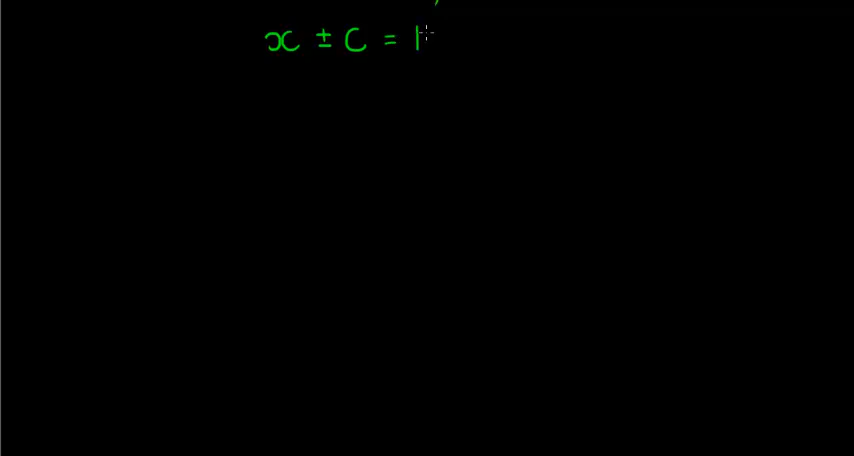 x ± c = 1